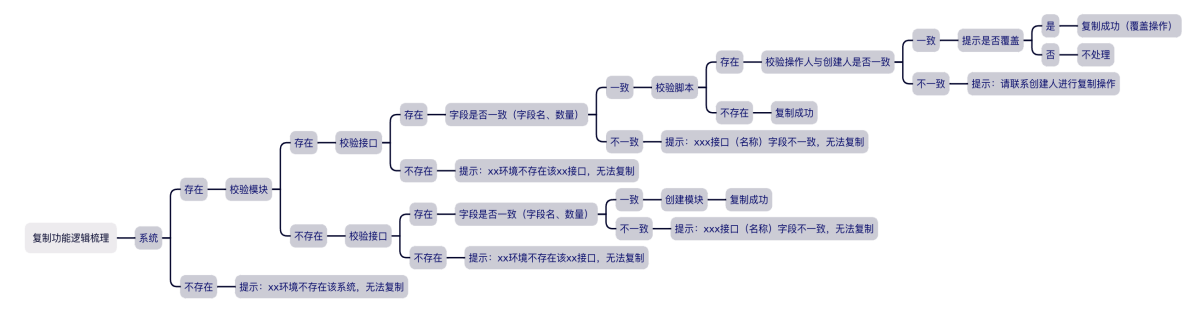 复制功能逻辑梳理
系统
存在
校验模块
存在
校验接口
存在
字段是否一致（字段名、数量）
一致
校验脚本
存在
校验操作人与创建人是否一致
一致
提示是否覆盖
是
复制成功（覆盖操作）
否
不处理
不一致
提示：请联系创建人进行复制操作
不存在
复制成功
不一致
提示：xxx接口（名称）字段不一致，无法复制
不存在
提示：xx环境不存在该xx接口，无法复制
不存在
校验接口
存在
字段是否一致（字段名、数量）
一致
创建模块
复制成功
不一致
提示：xxx接口（名称）字段不一致，无法复制
不存在
提示：xx环境不存在该xx接口，无法复制
不存在
提示：xx环境不存在该系统，无法复制